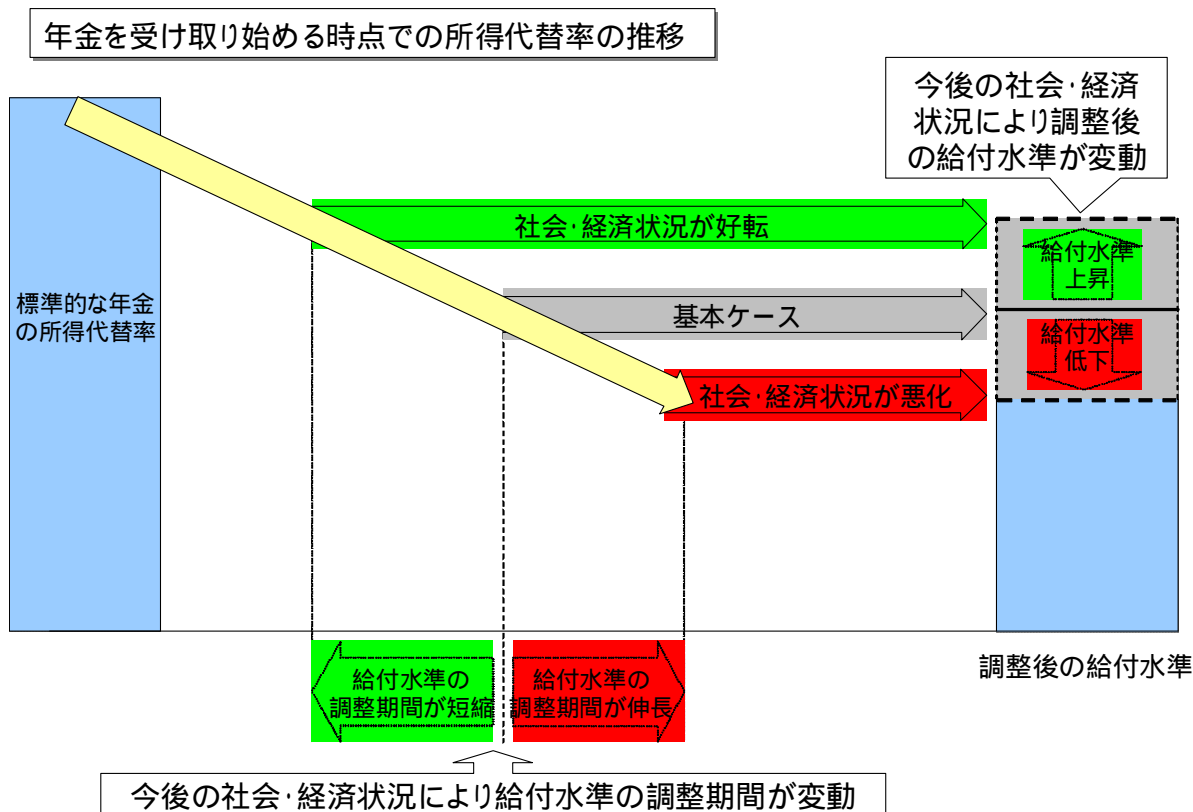 年金を受け取り始める時点での所得代替率の推移
今後の社会・経済
状況により調整後
の給付水準が変動
社会・経済状況が好転
給付水準
上昇
標準的な年金
の所得代替率
基本ケース
給付水準
低下
社会・経済状況が悪化
調整後の給付水準
給付水準の
調整期間が短縮
給付水準の
調整期間が伸長
今後の社会・経済状況により給付水準の調整期間が変動